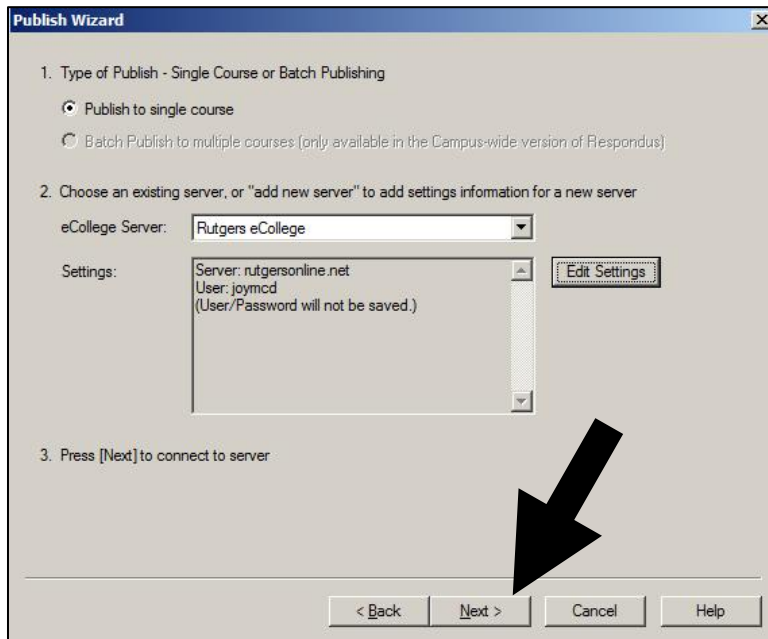 Publish Wizard
1. Type of Publish - Single Course or Batch Publishing
Publish to single course
Batch Publish to multiple courses (only available in the Campus-wide version of Respondus)
2. Choose an existing server, or "add new server" to add settings information for a new server
eCollege Server: Rutgers eCollege
Settings: Server: rutgersonline.net Edit Settings
User: joymcd
(User/Password will not be saved.)
3. Press [Next] to connect to server
< Back Next > Cancel Help